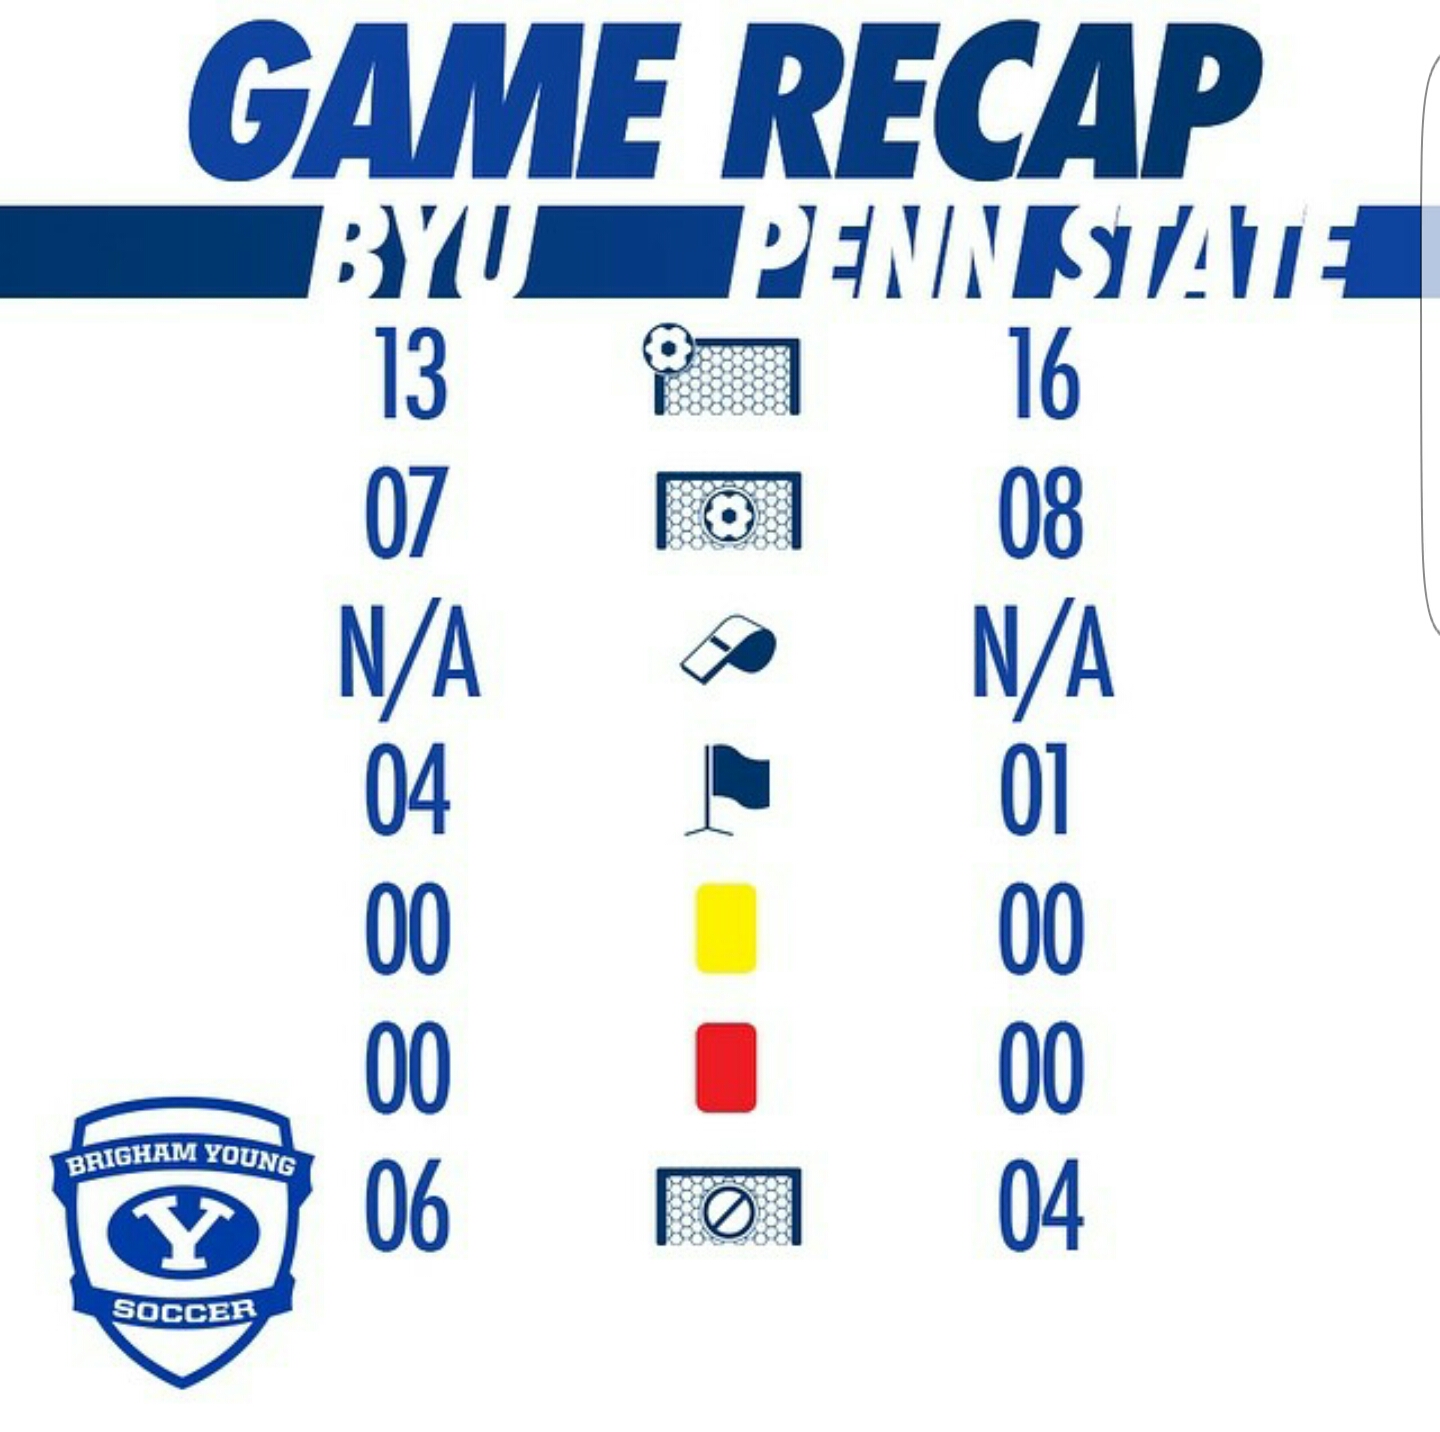 GAME RECAP
BYU PENN STATE
13 16
07 08
N/A N/A
04 01
00 00
00 00
06 04
BRIGHAM YOUNG
Y
SOCCER